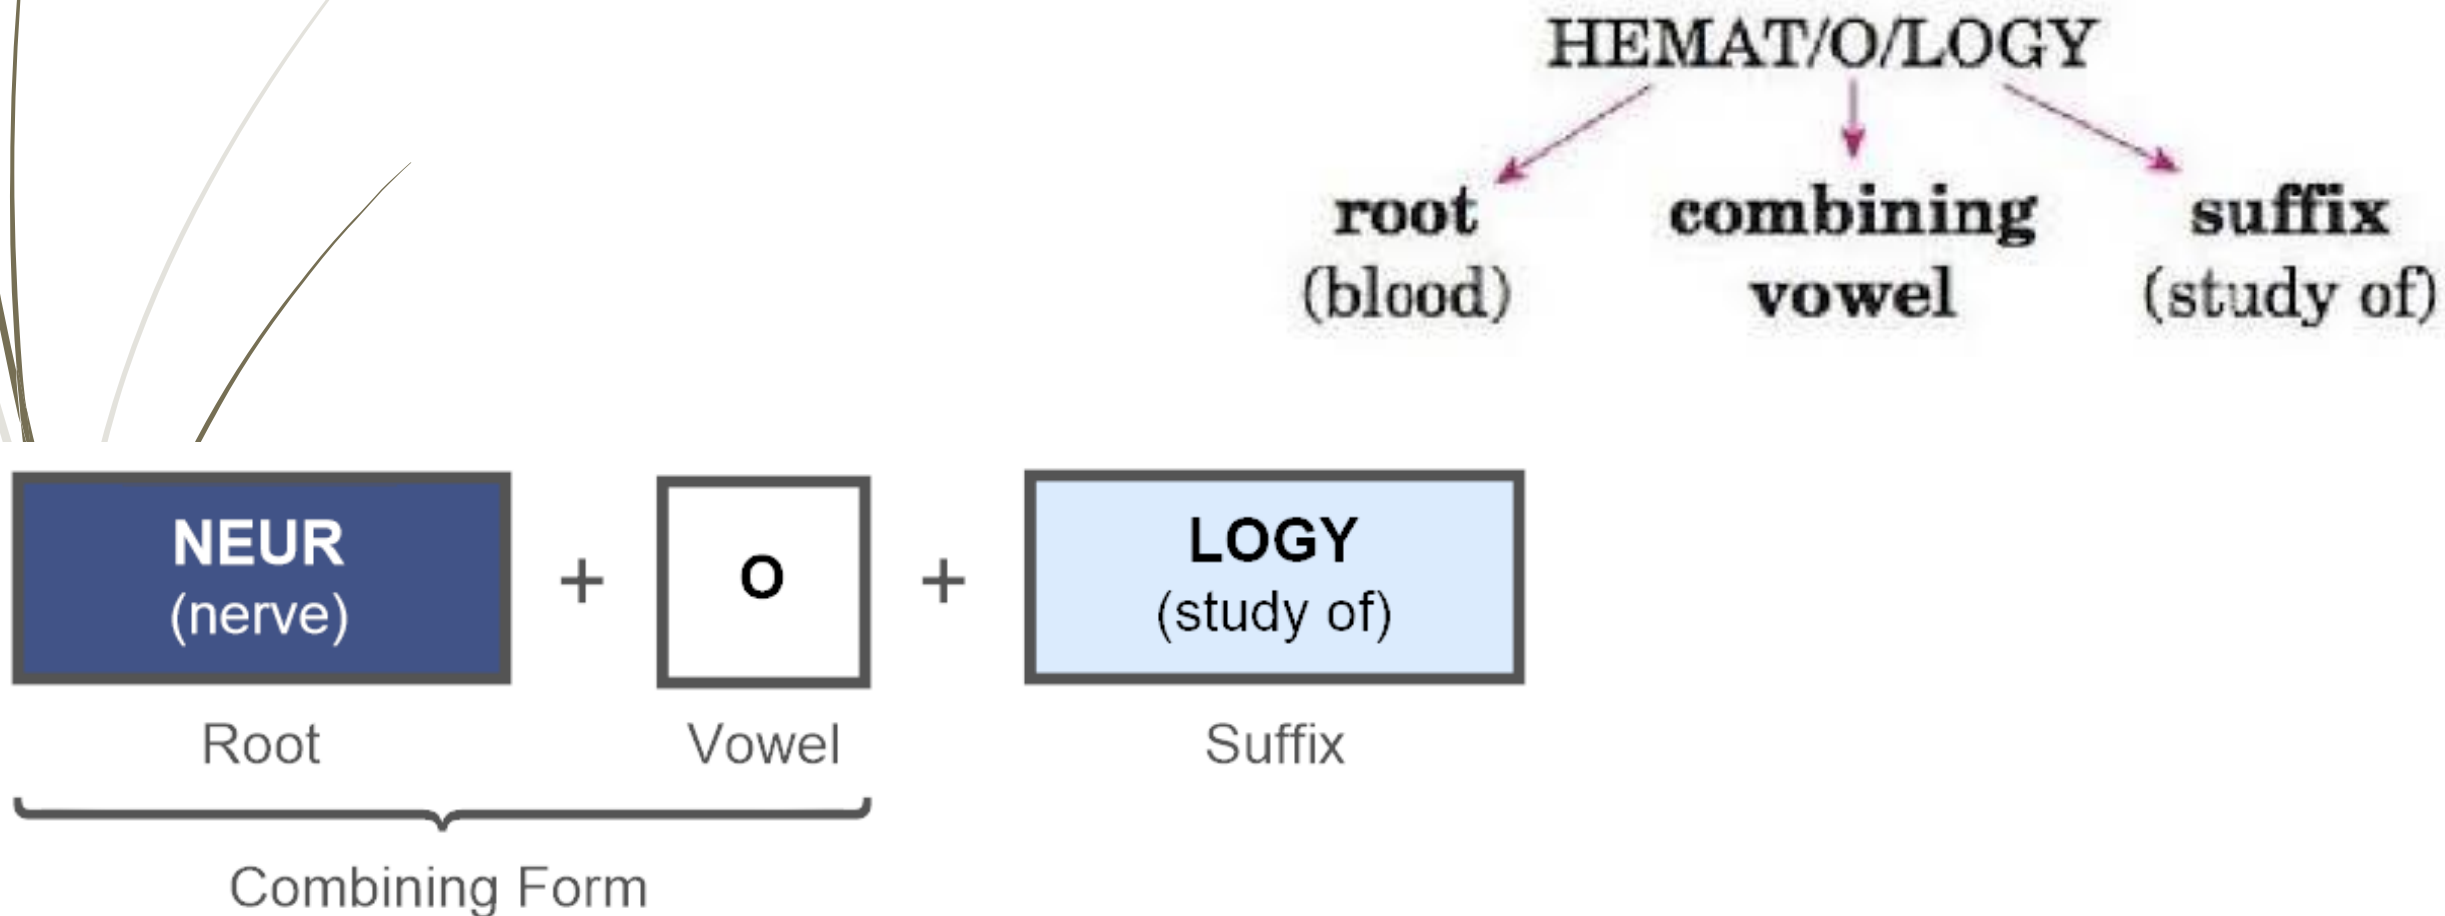 HEMAT/O/LOGY
root combining suffix
(blood) vowel (study of)
NEUR + O + LOGY
(nerve) (study of)
Root Vowel Suffix
Combining Form